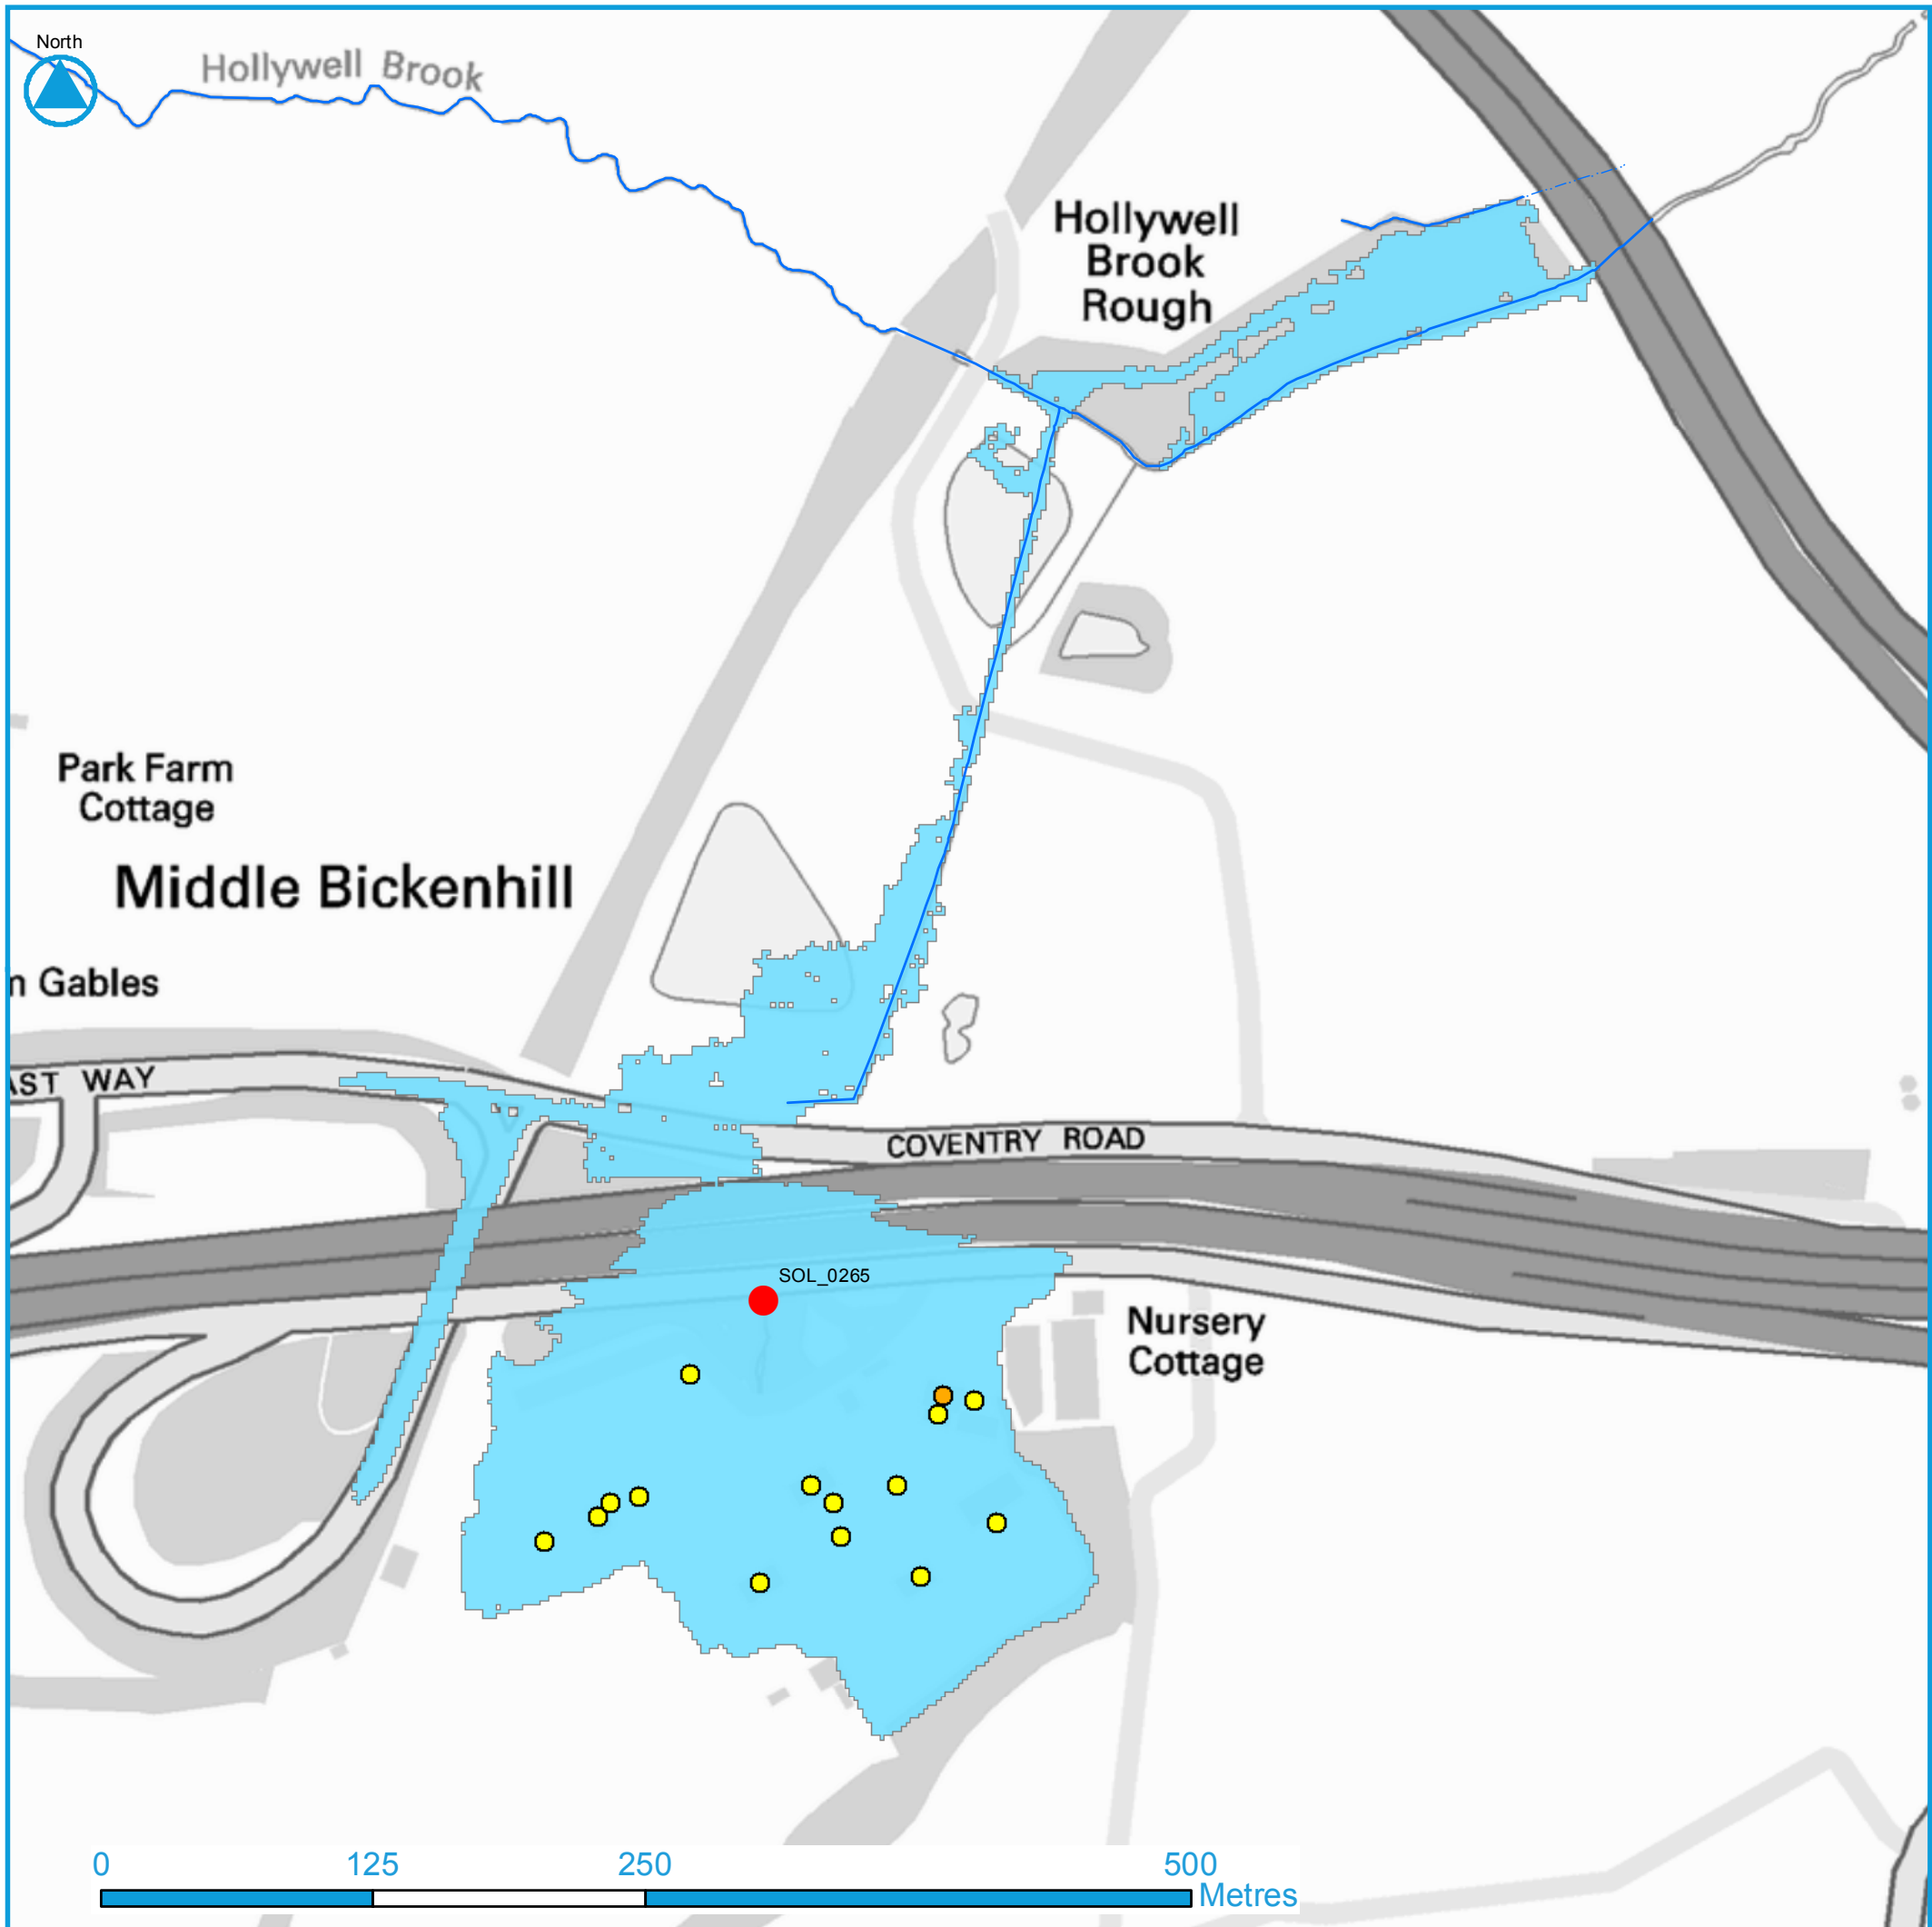 North
Hollywell Brook
Hollywell
Brook
Rough
Park Farm
Cottage
Middle Bickenhill
Gables
WAY
COVENTRY ROAD
SOL_0265
Nursery
Cottage
0 125 250 500
Metres